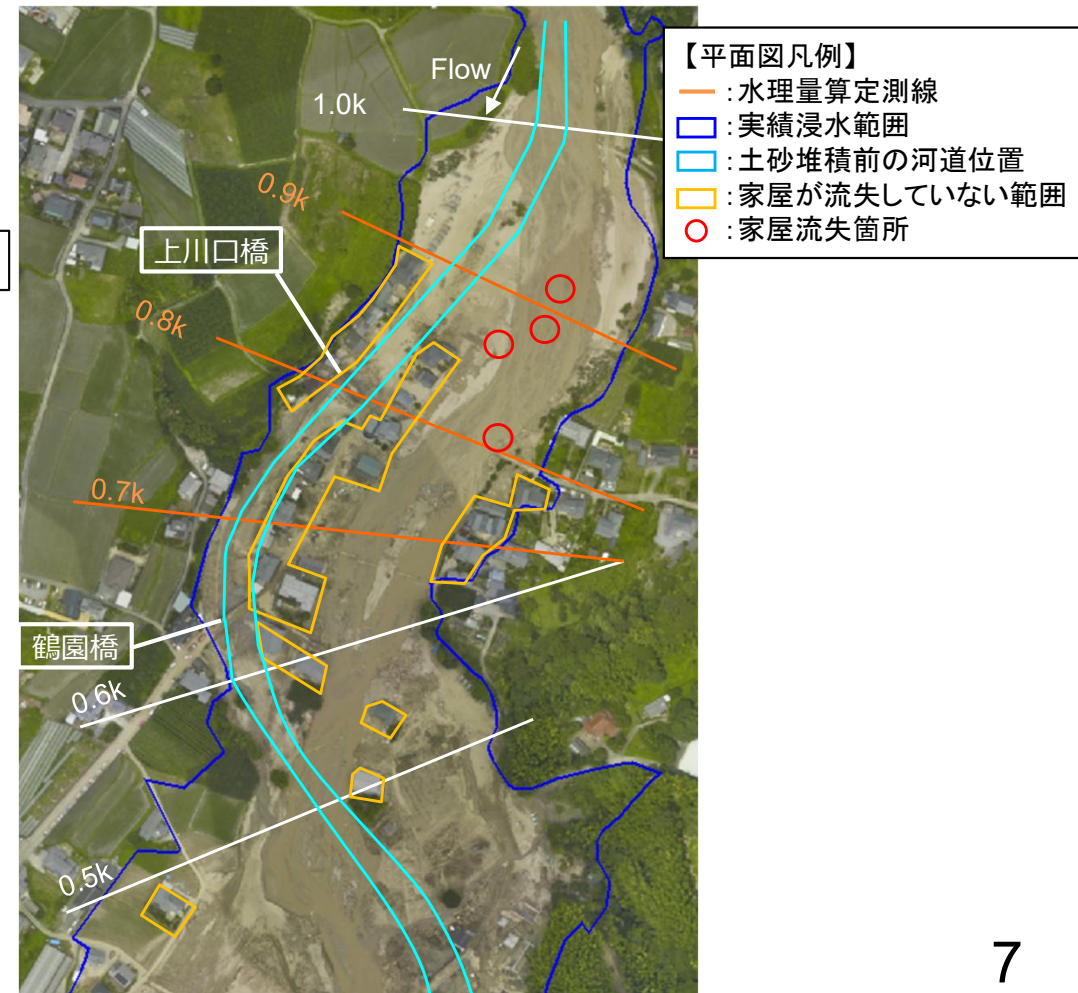 【平面図凡例】
：水理量算定測線
：実績浸水範囲
：土砂堆積前の河道位置
：家屋が流失していない範囲
：家屋流失箇所
Flow
1.0k
0.9k
上川口橋
0.8k
0.7k
鶴園橋
0.6k
0.5k
7